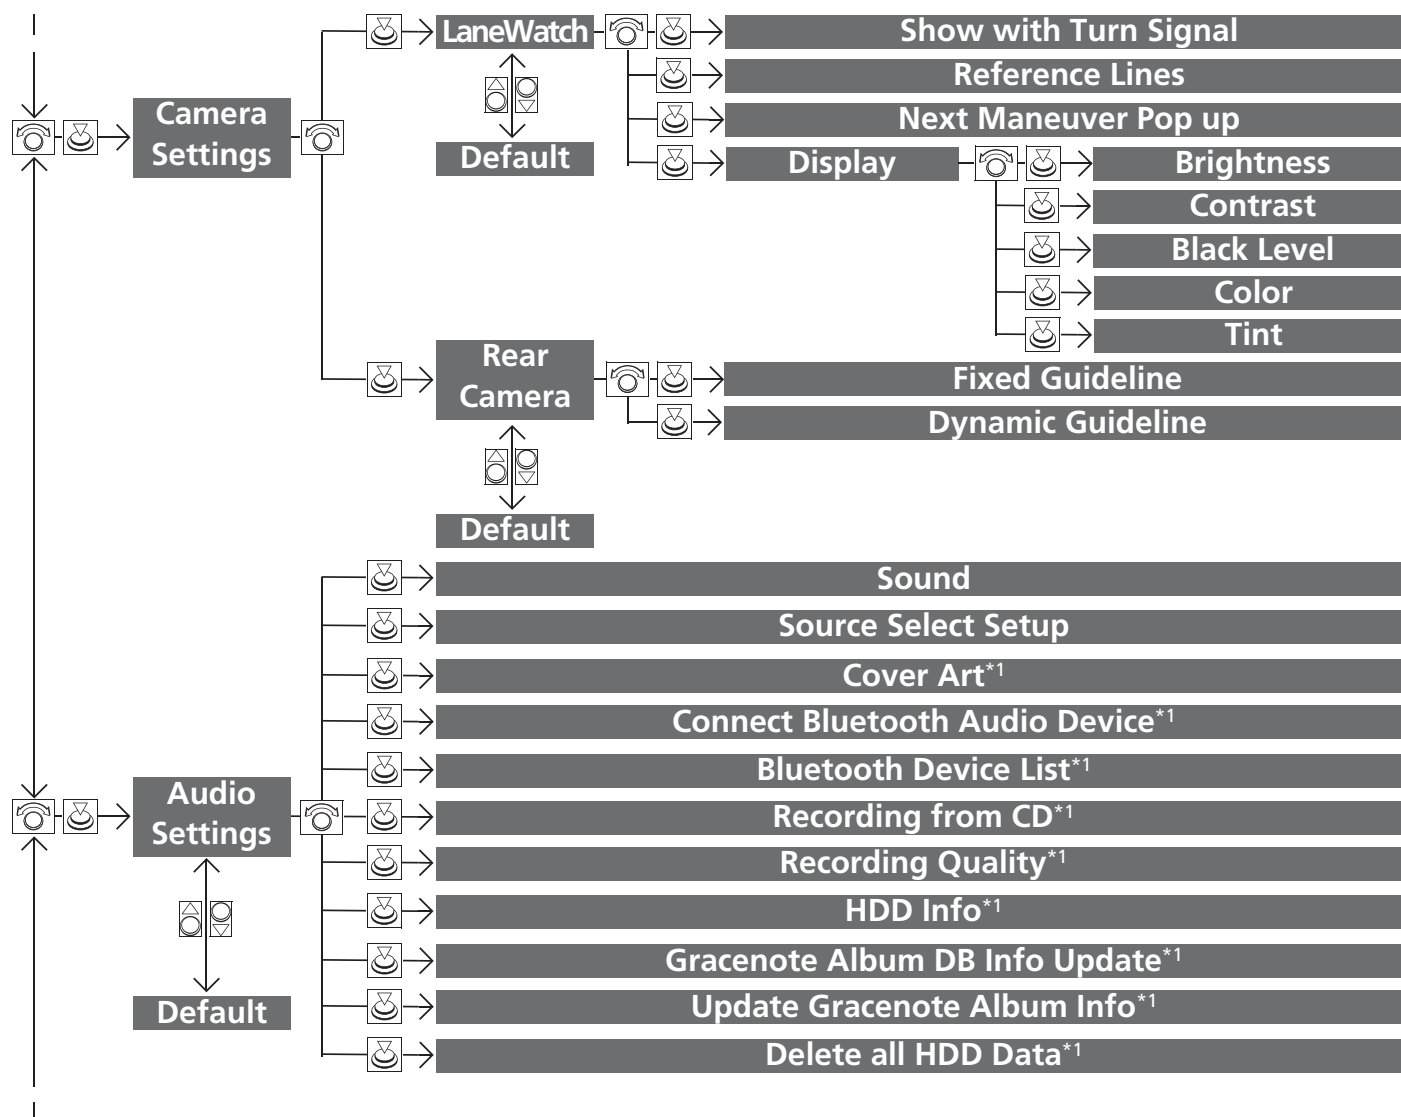 LaneWatch
Show with Turn Signal
Reference Lines
Camera
Settings
Next Maneuver Pop up
Default
Display
Brightness
Contrast
Black Level
Color
Tint
Rear
Camera
Fixed Guideline
Dynamic Guideline
Default
Sound
Source Select Setup
Cover Art*1
Connect Bluetooth Audio Device*1
Bluetooth Device List*1
Audio
Settings
Recording from CD*1
Recording Quality*1
HDD Info*1
Gracenote Album DB Info Update*1
Default
Update Gracenote Album Info*1
Delete all HDD Data*1